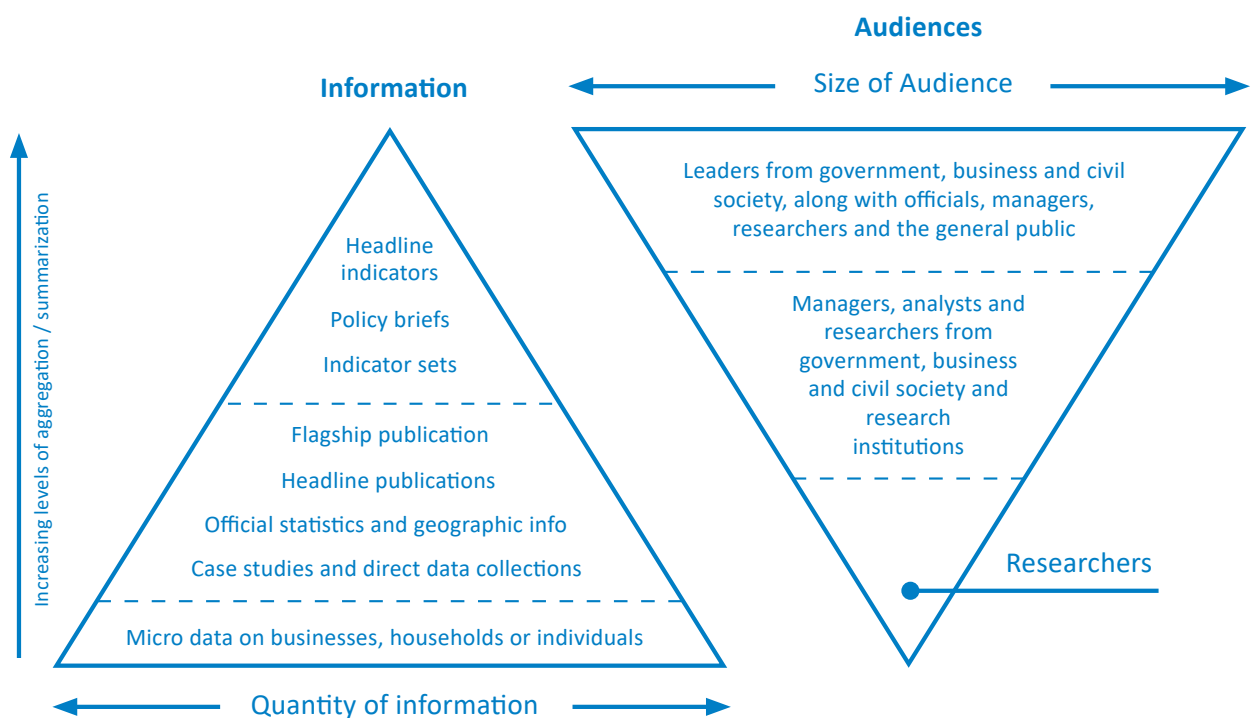 Audiences
Information
Size of Audience
Increasing levels of aggregation / summarization
Headline
indicators
Policy briefs
Indicator sets
Flagship publication
Headline publications
Official statistics and geographic info
Case studies and direct data collections
Micro data on businesses, households or individuals
Quantity of information
Leaders from government, business and civil
society, along with officials, managers,
researchers and the general public
Managers, analysts and
researchers from
government, business
and civil society and
research
institutions
Researchers